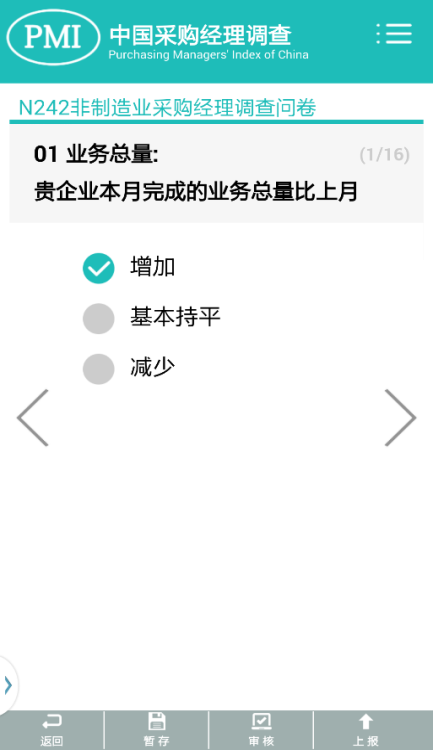 PMI
中国采购经理调查
Purchasing Managers' Index of China
N242非制造业采购经理调查问卷
01 业务总量:
(1/16)
贵企业本月完成的业务总量比上月
增加
基本持平
减少
返回
暂存
审核
上报